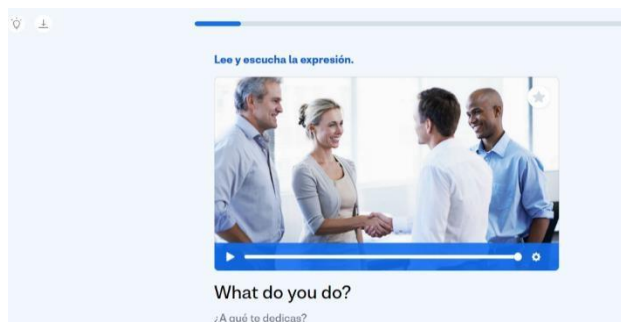 Lee y escucha la expresión.
What do you do?
¿A qué te dedicas?